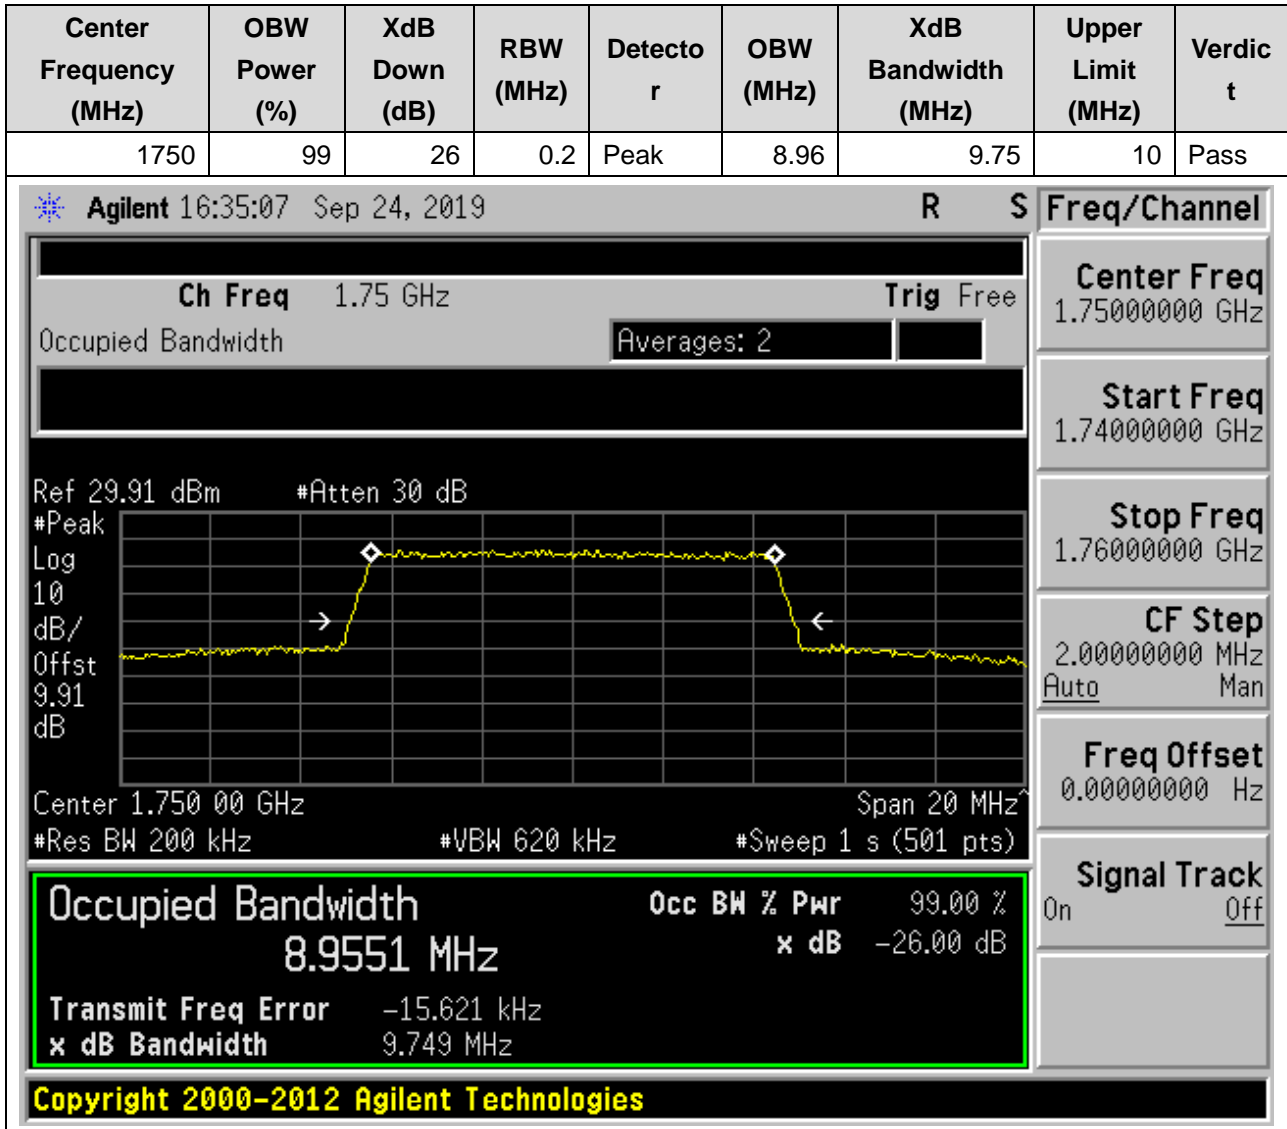 Center Frequency (MHz) OBW Power (%) XdB Down (dB) RBW (MHz) Detecto r OBW (MHz) XdB Bandwidth (MHz) Upper Limit (MHz) Verdic t
1750 99 26 0.2 Peak 8.96 9.75 10 Pass
Agilent 16:35:07 Sep 24, 2019 R S
Freq/Channel
Ch Freq 1.75 GHz Trig Free
Occupied Bandwidth Averages: 2
Ref 29.91 dBm #Atten 30 dB
#Peak
Log
10
dB/
Offst
9.91
dB
Center 1.750 00 GHz Span 20 MHz^
#Res BW 200 kHz #VBW 620 kHz #Sweep 1 s (501 pts)
Occupied Bandwidth Occ BW % Pwr 99.00 %
8.9551 MHz x dB -26.00 dB
Transmit Freq Error -15.621 kHz
x dB Bandwidth 9.749 MHz
Center Freq
1.75000000 GHz
Start Freq
1.74000000 GHz
Stop Freq
1.76000000 GHz
CF Step
2.00000000 MHz
Auto Man
Freq Offset
0.00000000 Hz
Signal Track
On Off
Copyright 2000-2012 Agilent Technologies